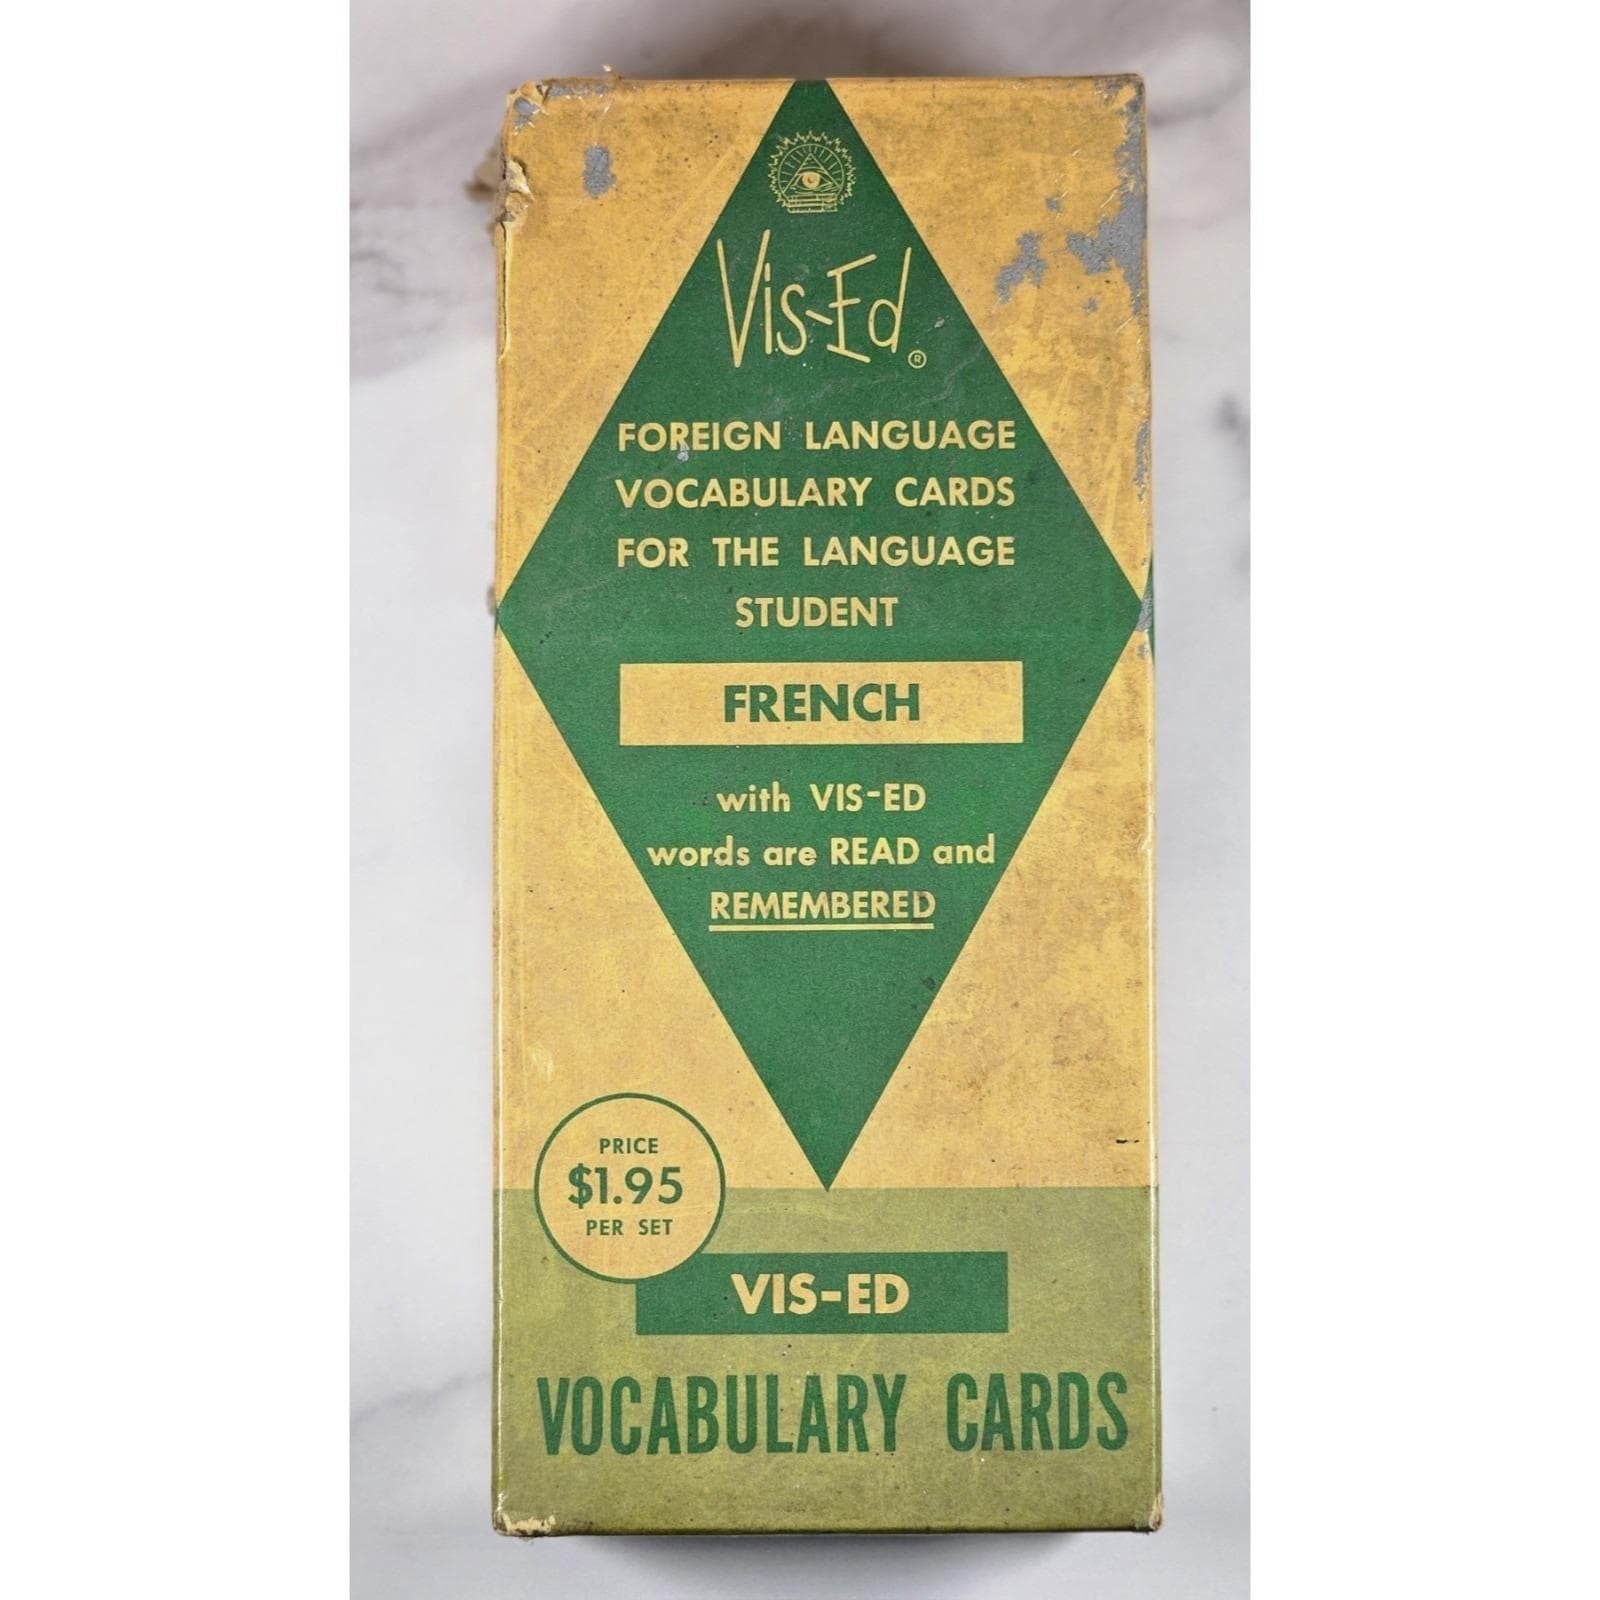 Vis-Ed®
FOREIGN LANGUAGE
VOCABULARY CARDS
FOR THE LANGUAGE
STUDENT
FRENCH
with VIS-ED
words are READ and
REMEMBERED
PRICE
$1.95
PER SET
VIS-ED
VOCABULARY CARDS